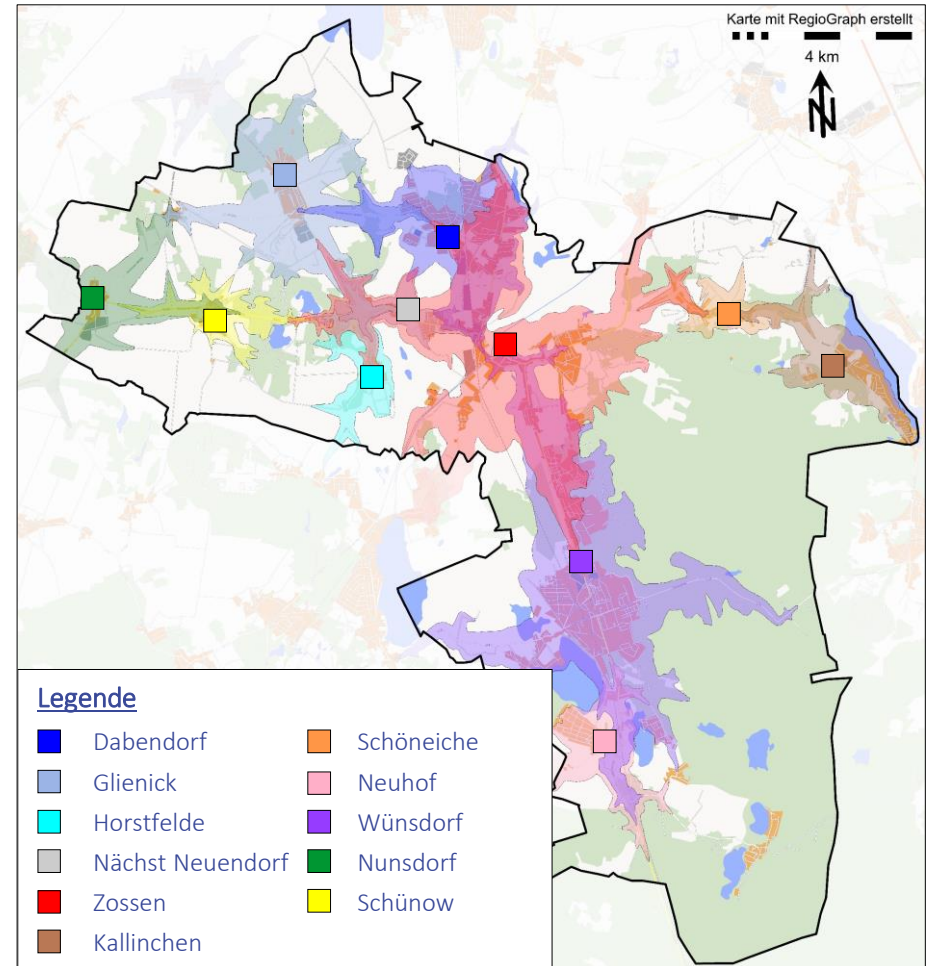 Karte mit RegioGraph erstellt
4 km
N
Legende
Dabendorf
Glienick
Horstfelde
Nächst Neuendorf
Zossen
Kallinchen
Schöneiche
Neuhof
Wünsdorf
Nunsdorf
Schünow